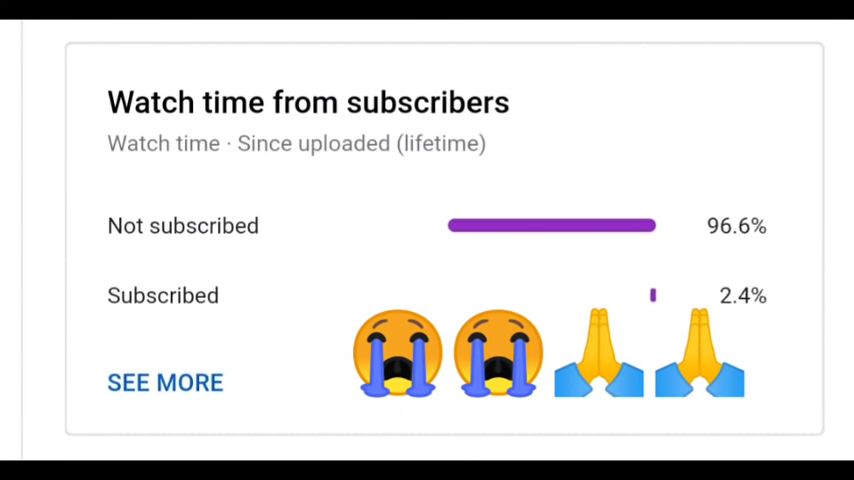 Watch time from subscribers
Watch time · Since uploaded (lifetime)
Not subscribed 96.6%
Subscribed 2.4%
SEE MORE